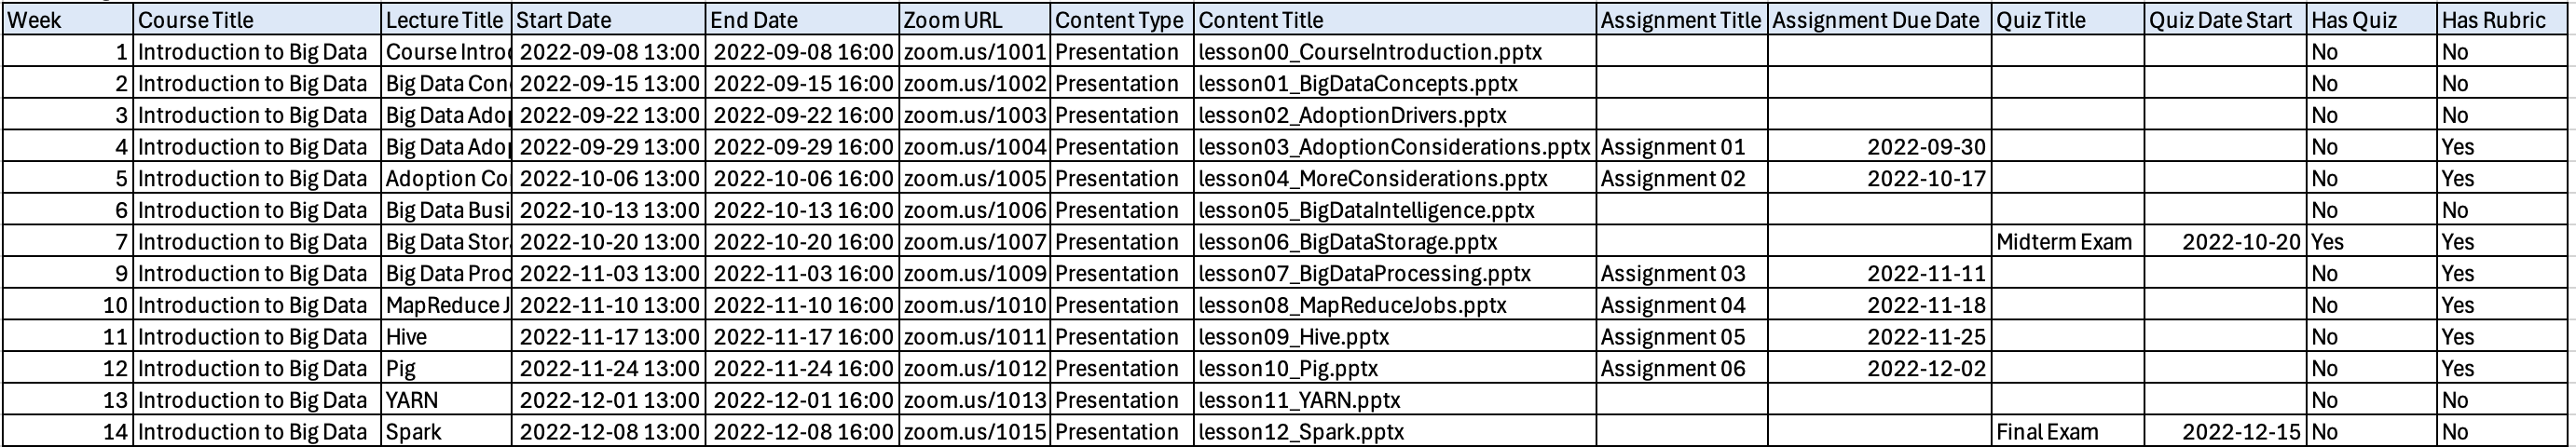 Week Course Title Lecture Title Start Date End Date Zoom URL Content Type Content Title Assignment Title Assignment Due Date Quiz Title Quiz Date Start Has Quiz Has Rubric
1 Introduction to Big Data Course Intro 2022-09-08 13:00 2022-09-08 16:00 zoom.us/1001 Presentation lesson00_CourseIntroduction.pptx No No
2 Introduction to Big Data Big Data Con 2022-09-15 13:00 2022-09-15 16:00 zoom.us/1002 Presentation lesson01_BigDataConcepts.pptx No No
3 Introduction to Big Data Big Data Ado 2022-09-22 13:00 2022-09-22 16:00 zoom.us/1003 Presentation lesson02_AdoptionDrivers.pptx No No
4 Introduction to Big Data Big Data Ado 2022-09-29 13:00 2022-09-29 16:00 zoom.us/1004 Presentation lesson03_AdoptionConsiderations.pptx Assignment 01 2022-09-30 No Yes
5 Introduction to Big Data Adoption Co 2022-10-06 13:00 2022-10-06 16:00 zoom.us/1005 Presentation lesson04_MoreConsiderations.pptx Assignment 02 2022-10-17 No Yes
6 Introduction to Big Data Big Data Busi 2022-10-13 13:00 2022-10-13 16:00 zoom.us/1006 Presentation lesson05_BigDataIntelligence.pptx No No
7 Introduction to Big Data Big Data Stor 2022-10-20 13:00 2022-10-20 16:00 zoom.us/1007 Presentation lesson06_BigDataStorage.pptx Midterm Exam 2022-10-20 Yes Yes
9 Introduction to Big Data Big Data Proc 2022-11-03 13:00 2022-11-03 16:00 zoom.us/1009 Presentation lesson07_BigDataProcessing.pptx Assignment 03 2022-11-11 No Yes
10 Introduction to Big Data MapReduce J 2022-11-10 13:00 2022-11-10 16:00 zoom.us/1010 Presentation lesson08_MapReduceJobs.pptx Assignment 04 2022-11-18 No Yes
11 Introduction to Big Data Hive 2022-11-17 13:00 2022-11-17 16:00 zoom.us/1011 Presentation lesson09_Hive.pptx Assignment 05 2022-11-25 No Yes
12 Introduction to Big Data Pig 2022-11-24 13:00 2022-11-24 16:00 zoom.us/1012 Presentation lesson10_Pig.pptx Assignment 06 2022-12-02 No Yes
13 Introduction to Big Data YARN 2022-12-01 13:00 2022-12-01 16:00 zoom.us/1013 Presentation lesson11_YARN.pptx No No
14 Introduction to Big Data Spark 2022-12-08 13:00 2022-12-08 16:00 zoom.us/1015 Presentation lesson12_Spark.pptx Final Exam 2022-12-15 No No